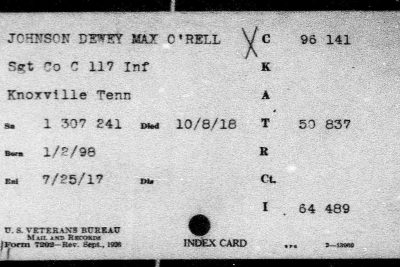 JOHNSON DEWEY MAX O'RELL X C 96 141
Sgt Co C 117 Inf K
Knoxville Tenn A
Sn 1 307 241 Died 10/8/18 T 50 837
Born 1/2/98 R
Enl 7/25/17 Dis Ct.
I 64 489
U. S. VETERANS BUREAU
MAIL AND RECORDS
Form 7202—Rev. Sept., 1926 INDEX CARD